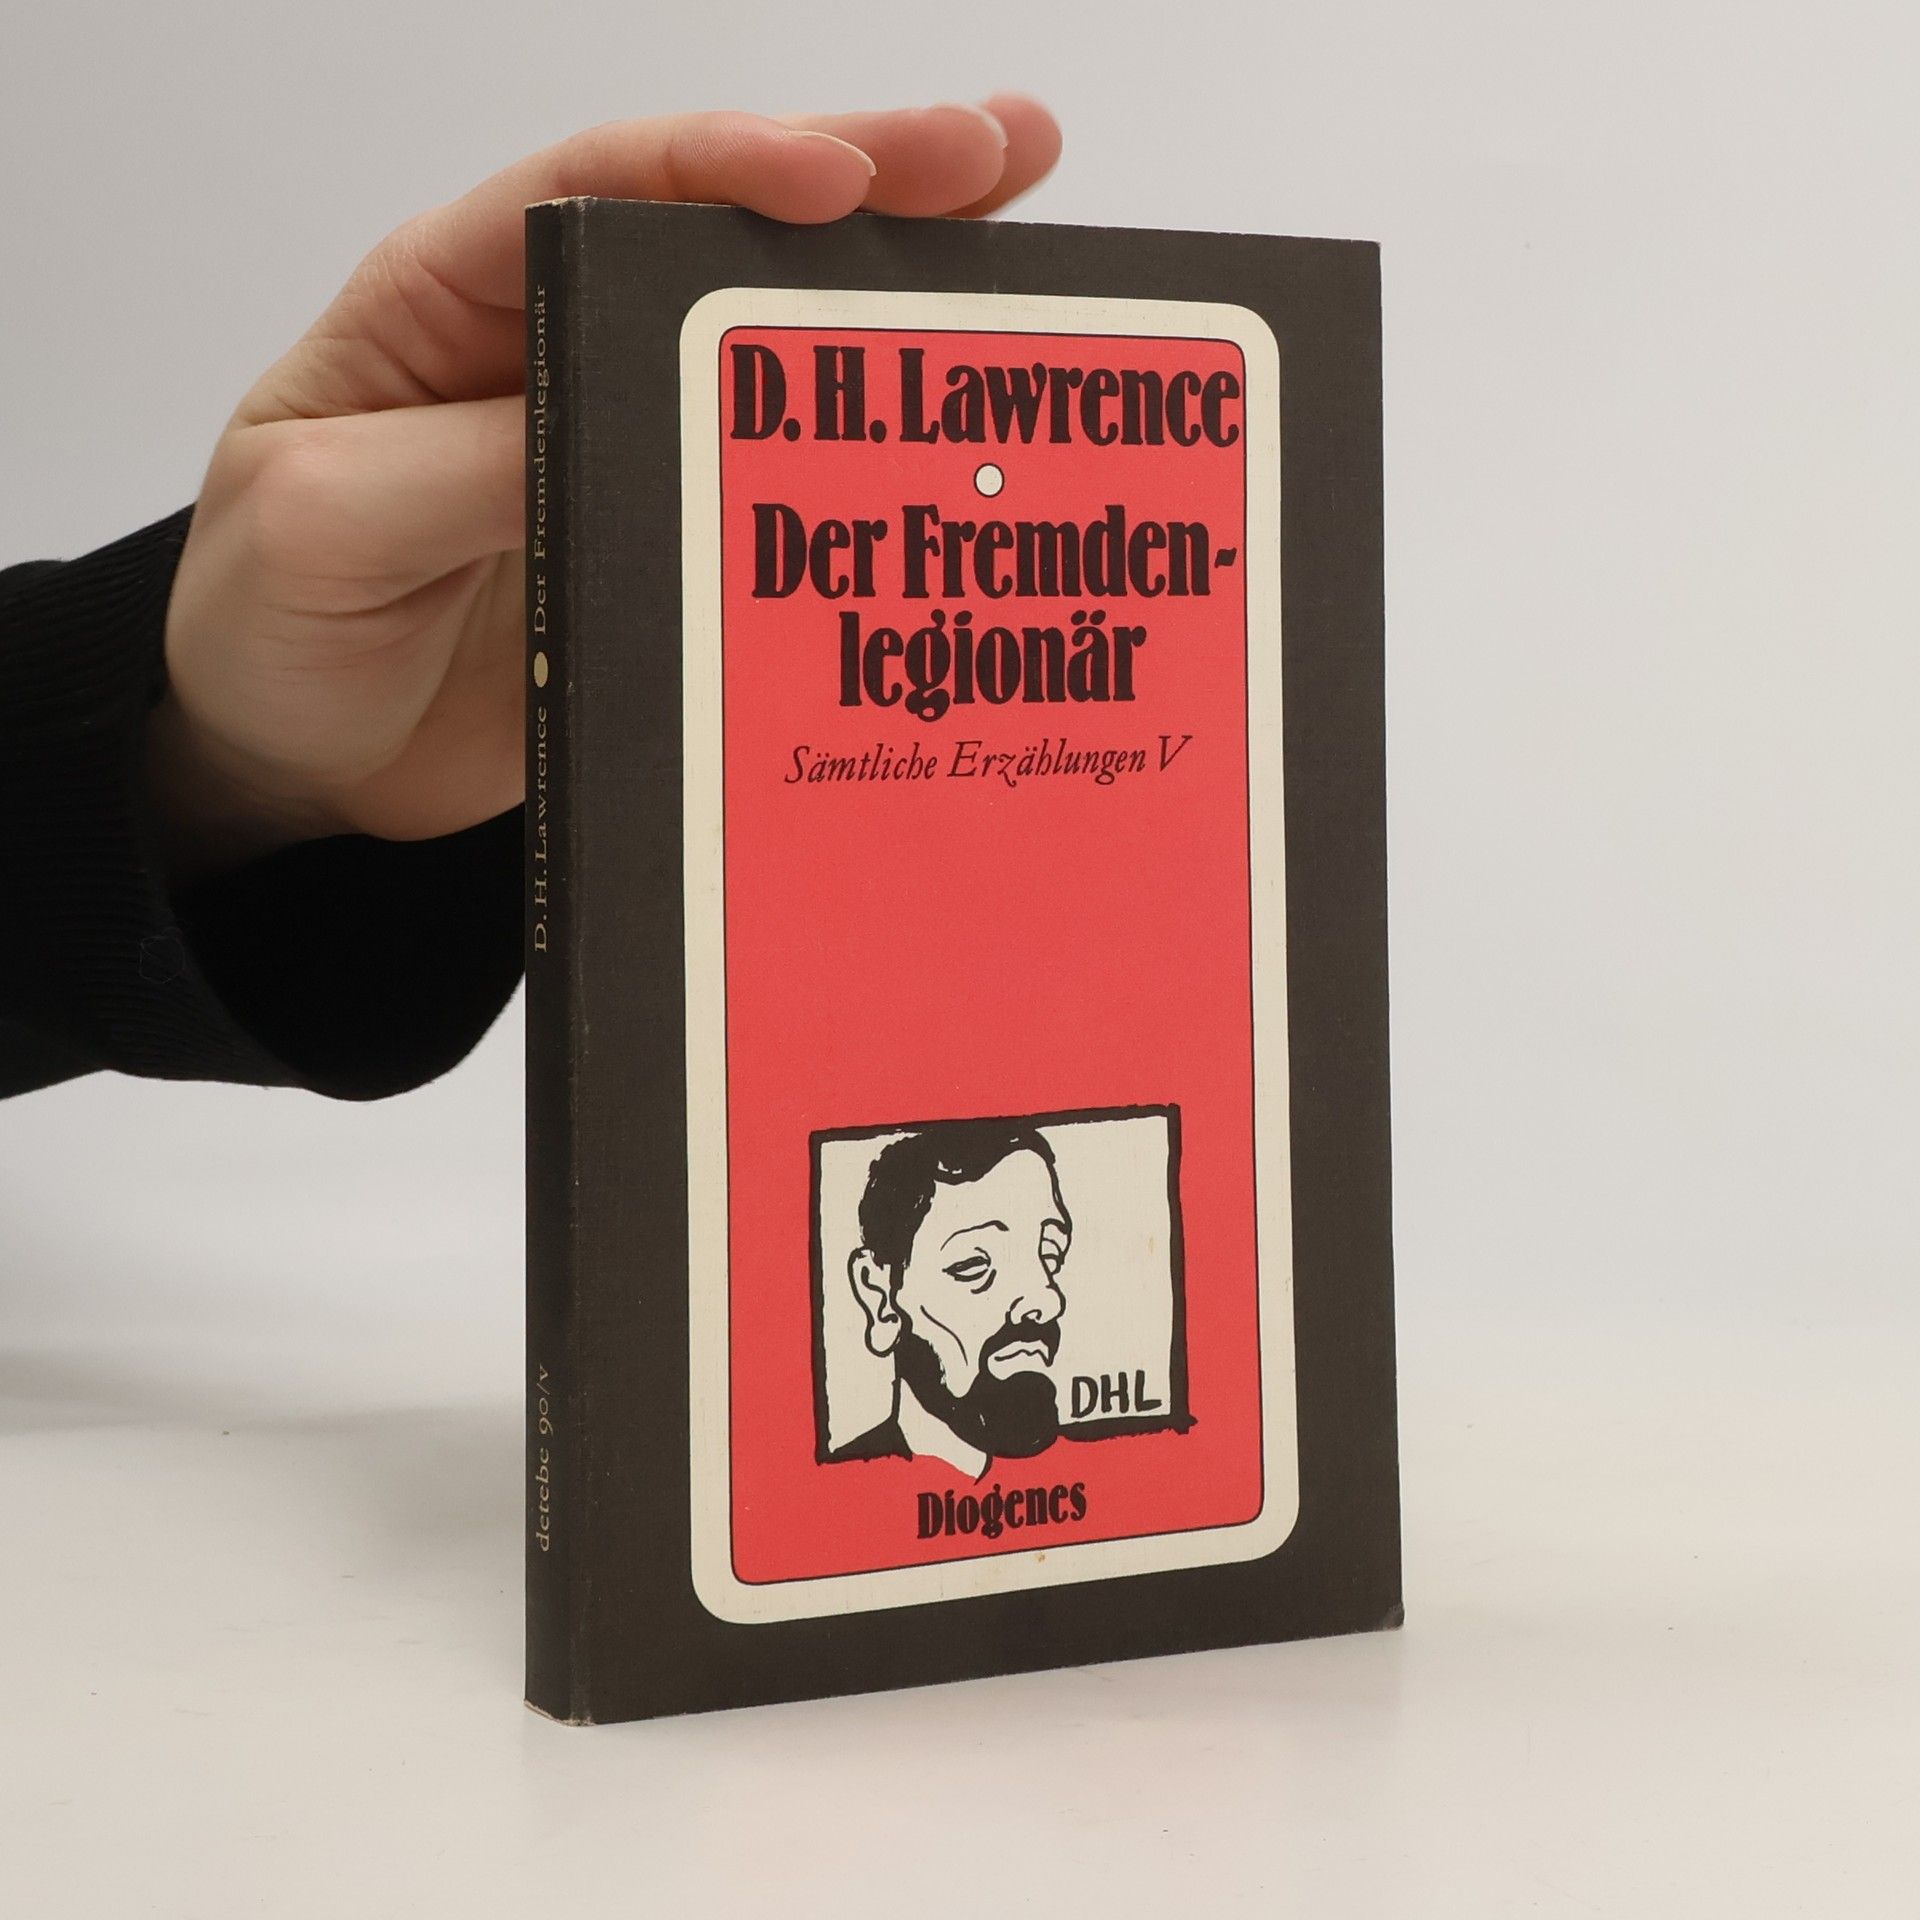 D. H. Lawrence
Der Fremden-
legionär
Sämtliche Erzählungen V
DHL
Diogenes
D. H. Lawrence ● Der Fremdenlegionär
detebe 90/V